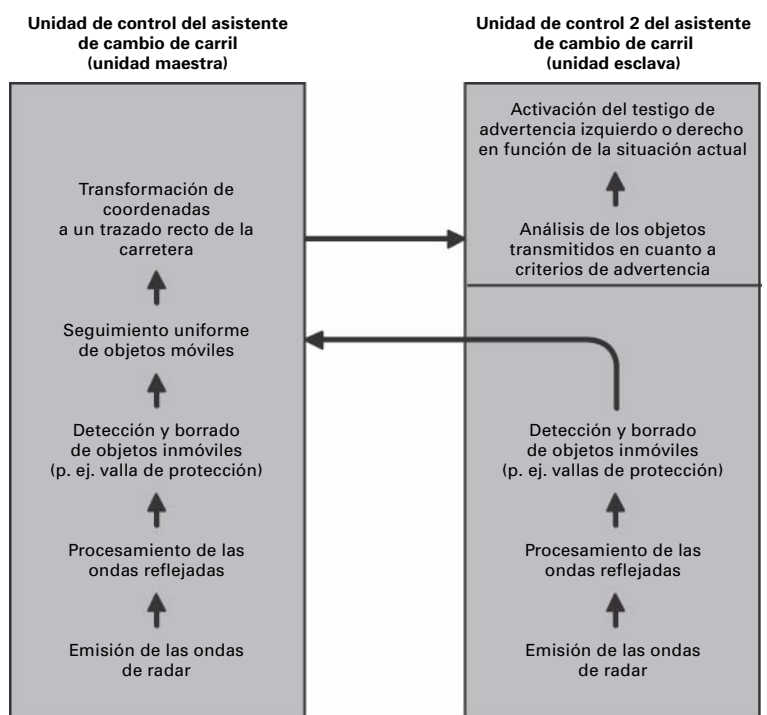 Unidad de control del asistente
de cambio de carril
(unidad maestra)
Transformación de
coordenadas
a un trazado recto de la
carretera
Seguimiento uniforme
de objetos móviles
Detección y borrado
de objetos inmóviles
(p. ej. valla de protección)
Procesamiento de las
ondas reflejadas
Emisión de las ondas
de radar
Unidad de control 2 del asistente
de cambio de carril
(unidad esclava)
Activación del testigo de
advertencia izquierdo o derecho
en función de la situación actual
Análisis de los objetos
transmitidos en cuanto a
criterios de advertencia
Detección y borrado
de objetos inmóviles
(p. ej. vallas de protección)
Procesamiento de las
ondas reflejadas
Emisión de las ondas
de radar